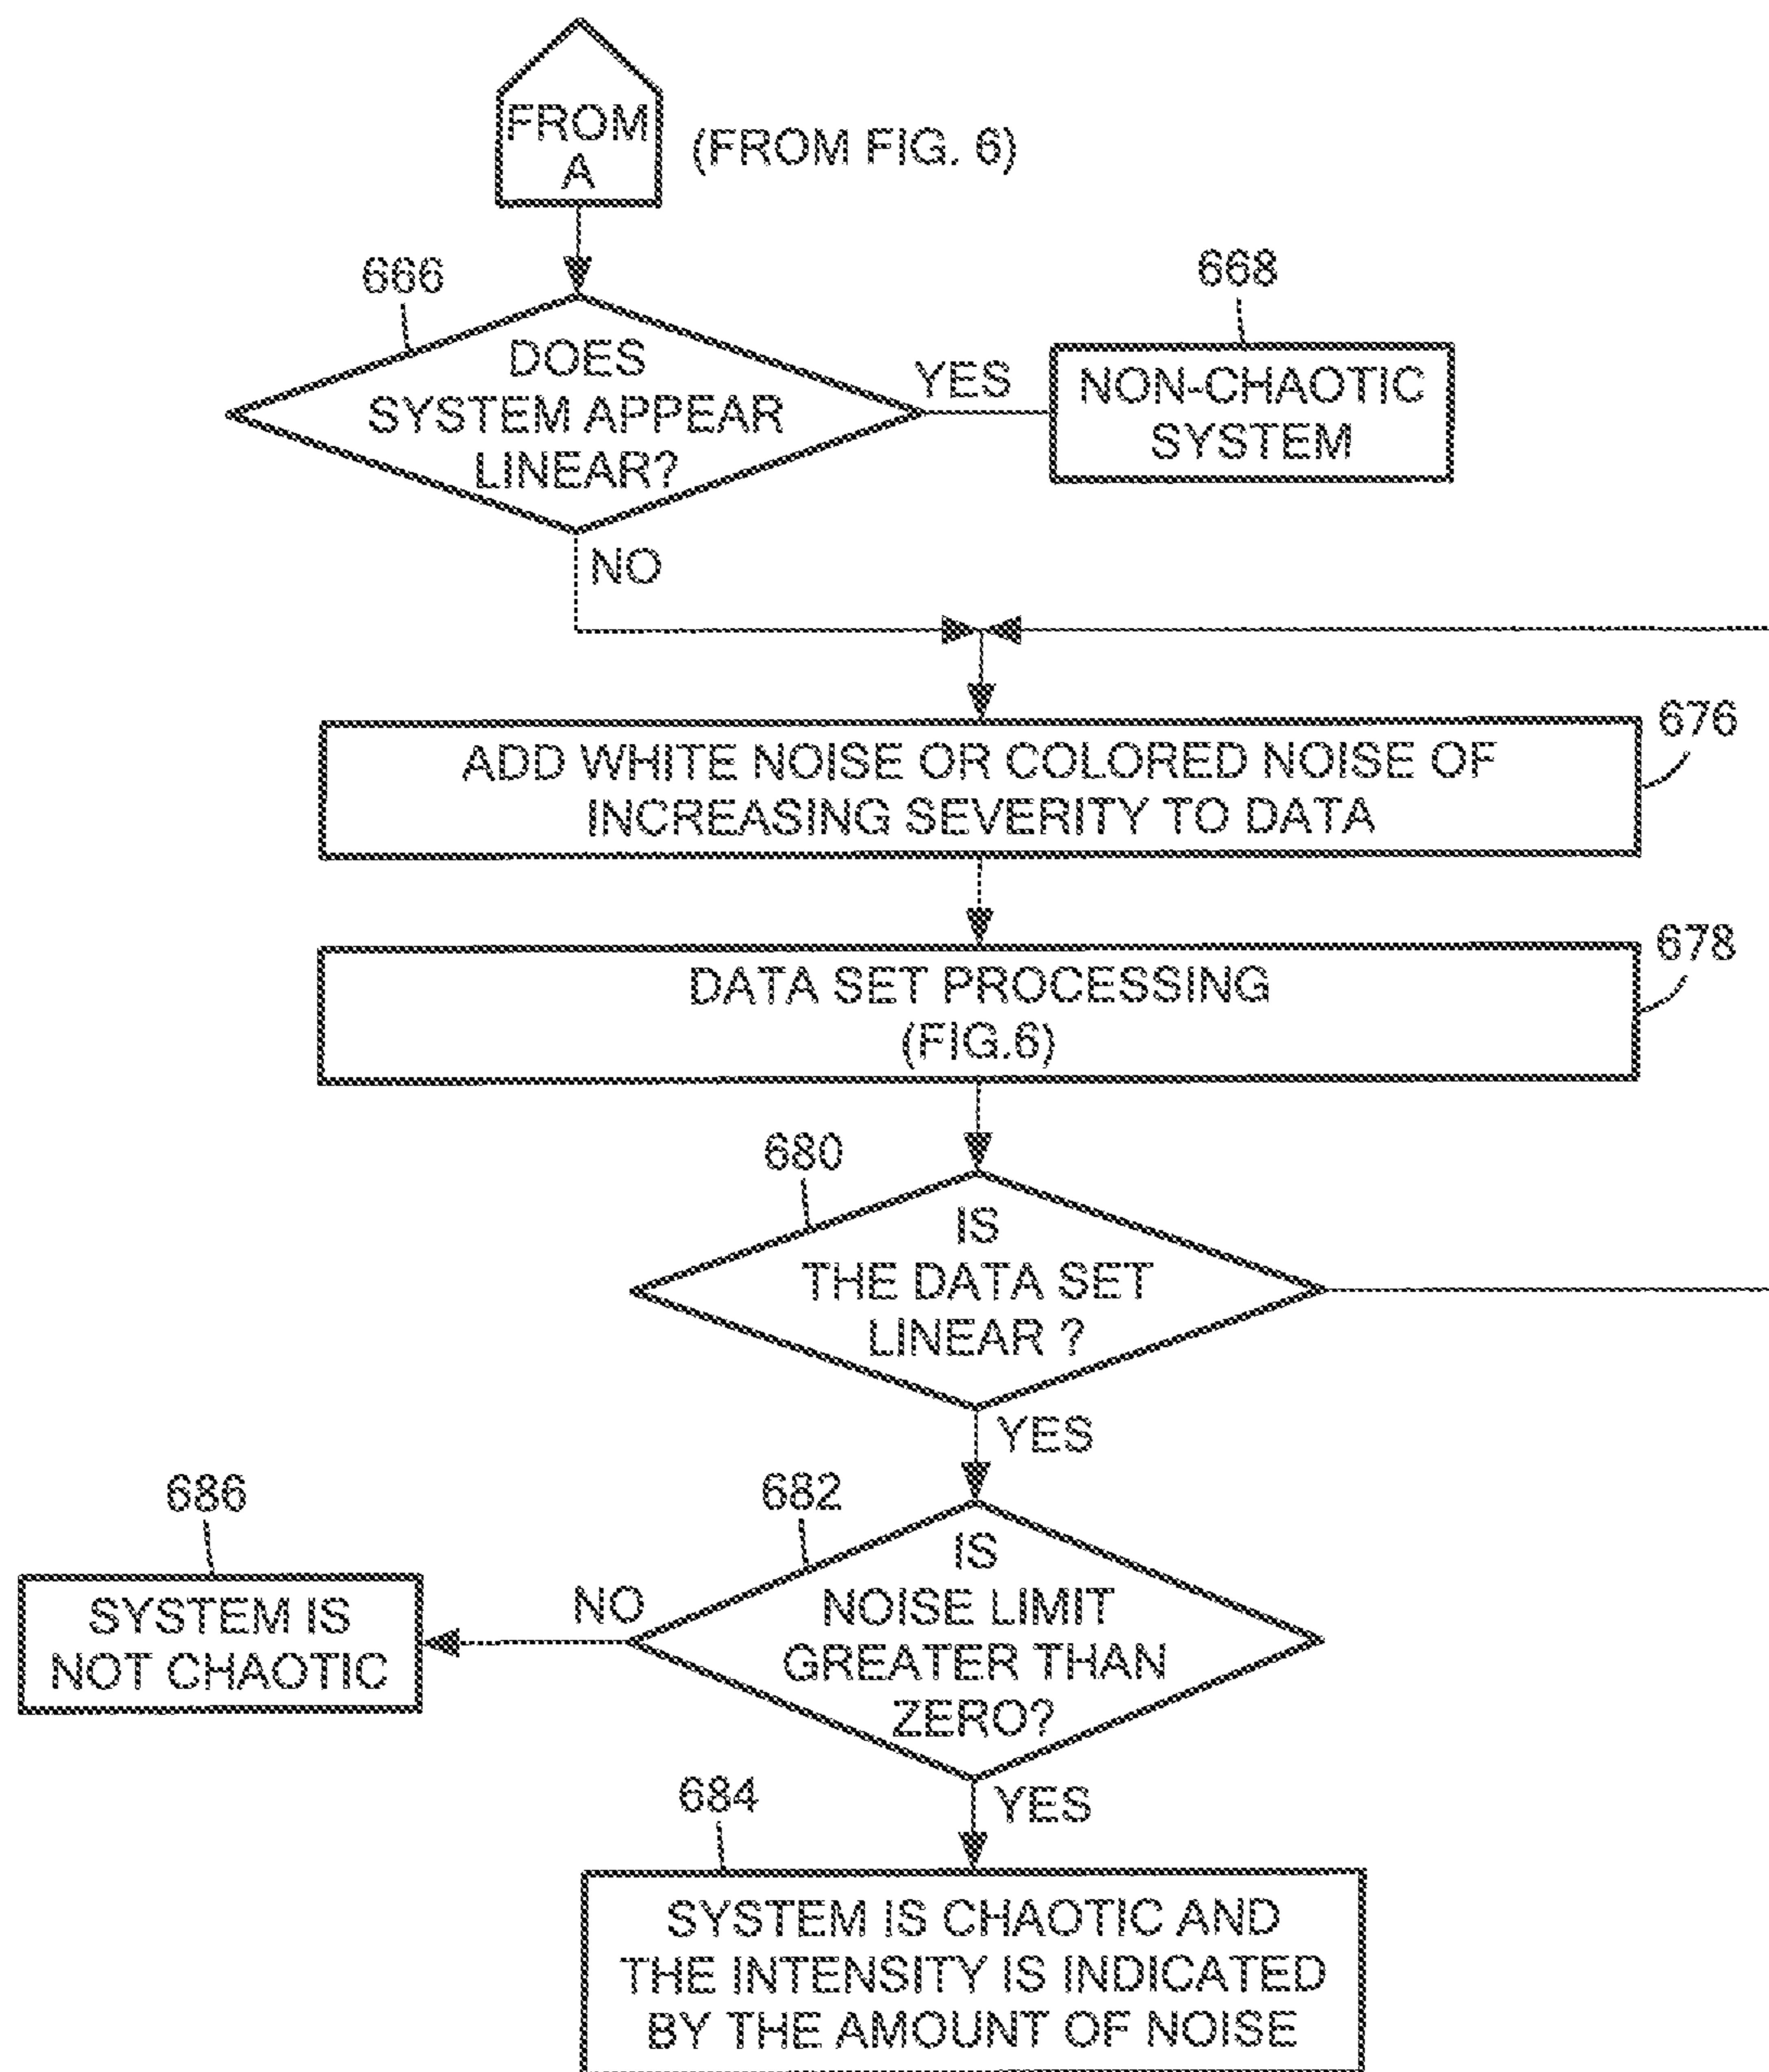 FROM
A
(FROM FIG. 6)
666
DOES
SYSTEM APPEAR
LINEAR?
YES
668
NON-CHAOTIC
SYSTEM
NO
676
ADD WHITE NOISE OR COLORED NOISE OF
INCREASING SEVERITY TO DATA
678
DATA SET PROCESSING
(FIG.6)
680
IS
THE DATA SET
LINEAR ?
YES
682
IS
NOISE LIMIT
GREATER THAN
ZERO?
NO
686
SYSTEM IS
NOT CHAOTIC
YES
684
SYSTEM IS CHAOTIC AND
THE INTENSITY IS INDICATED
BY THE AMOUNT OF NOISE